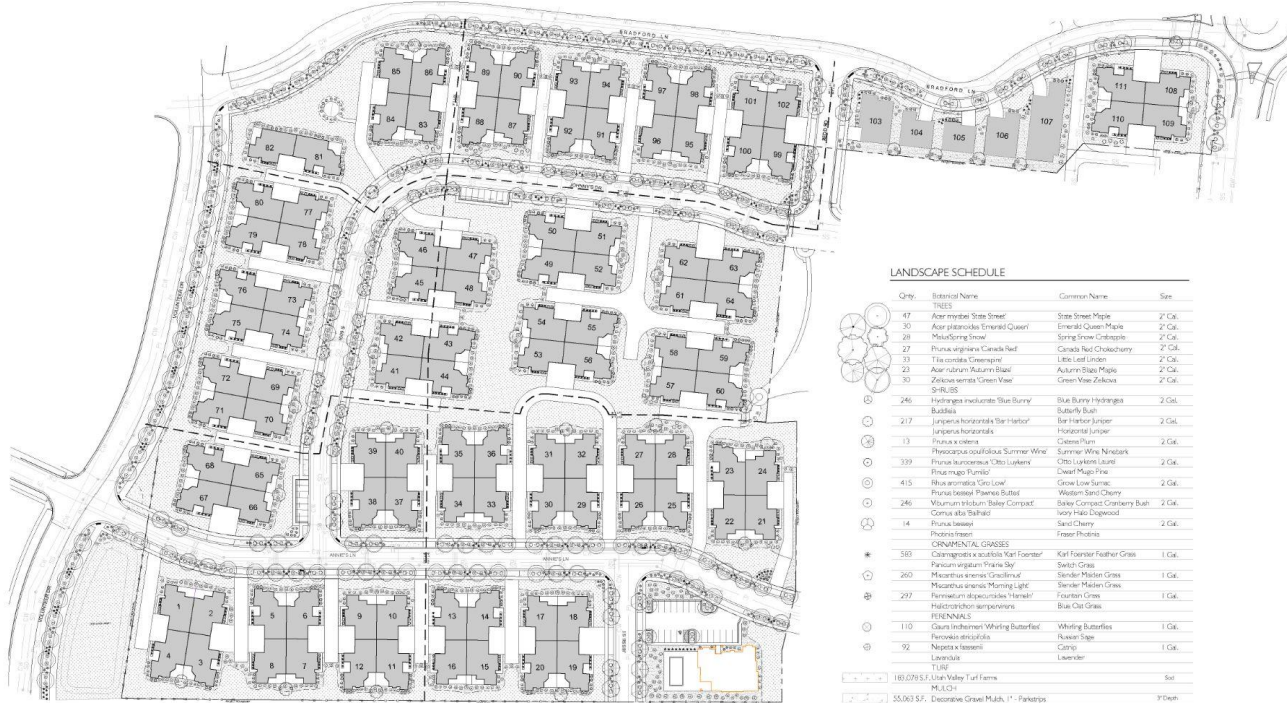 BRADFORD LN
85 86
84 83
89 90
88 87
93 94
92 91
97 98
96 95
101 102
100 99
BRADFORD LN
103
104
105
106
107
111 108
110 109
82 81
80 77
79 78
76 73
75 74
72 69
71 70
68 65
67 66
46 47
45 48
42 43
44
50 51
49 52
54 55
53 56
62 63
61 64
58 59
57 60
39 40
38 37
35 36
34 33
31 32
30 29
27 28
26 25
23 24
22 21
ANNIE'S LN
ANNIE'S LN
1 2
4 3
6
7
9
11
13 14
16 15
17 18
20 19
LANDSCAPE SCHEDULE
Qnty. Botanical Name Common Name Size
TREES
47 Acer miyabei 'State Street' State Street Maple 2" Cal.
30 Acer platanoides 'Emerald Queen' Emerald Queen Maple 2" Cal.
28 Malus'Spring Snow' Spring Snow Crabapple 2" Cal.
27 Prunus virginiana 'Canada Red' Canada Red Chokecherry 2" Cal.
33 Tilia cordata 'Greenspire' Little Leaf Linden 2" Cal.
23 Acer rubrum 'Autumn Blaze' Autumn Blaze Maple 2" Cal.
30 Zelkova serrata 'Green Vase' Green Vase Zelkova 2" Cal.
SHRUBS
246 Hydrangea involucrate 'Blue Bunny' Blue Bunny Hydrangea 2 Gal.
Buddleia Butterfly Bush
217 Juniperus horizontalis 'Bar Harbor' Bar Harbor Juniper 2 Gal.
Juniperus horizontalis Horizontal Juniper
13 Prunus x cistena Cistena Plum 2 Gal.
Physocarpus opulifolious 'Summer Wine' Summer Wine Ninebark
339 Prunus laurocerasus 'Otto Luykens' Otto Luykens Laurel 2 Gal.
Pinus mugo 'Pumilio' Dwarf Mugo Pine
415 Rhus aromatica 'Gro Low' Grow Low Sumac 2 Gal.
Prunus besseyi 'Pawnee Buttes' Western Sand Cherry
246 Viburnum trilobum 'Bailey Compact' Bailey Compact Cranberry Bush 2 Gal.
Cornus alba 'Bailhalo' Ivory Halo Dogwood
14 Prunus besseyi Sand Cherry 2 Gal.
Photinia fraseri Fraser Photinia
ORNAMENTAL GRASSES
583 Calamagrostis x acutifolia 'Karl Foerster' Karl Foerster Feather Grass 1 Gal.
Panicum virgatum 'Prairie Sky' Switch Grass
260 Miscanthus sinensis 'Gracillimus' Slender Maiden Grass 1 Gal.
Miscanthus sinensis 'Morning Light' Slender Maiden Grass
297 Pennisetum alopecuroides 'Hameln' Fountain Grass 1 Gal.
Helictrotrichon sempervirens Blue Oat Grass
PERENNIALS
110 Gaura lindheimeri 'Whirling Butterflies' Whirling Butterflies 1 Gal.
Perovskia atricipifolia Russian Sage
92 Nepeta x faassenii Catnip 1 Gal.
Lavandula Lavender
TURF
183,078 S.F. Utah Valley Turf Farms Sod
MULCH
55,063 S.F. Decorative Gravel Mulch, 1" - Parkstrips 3" Depth